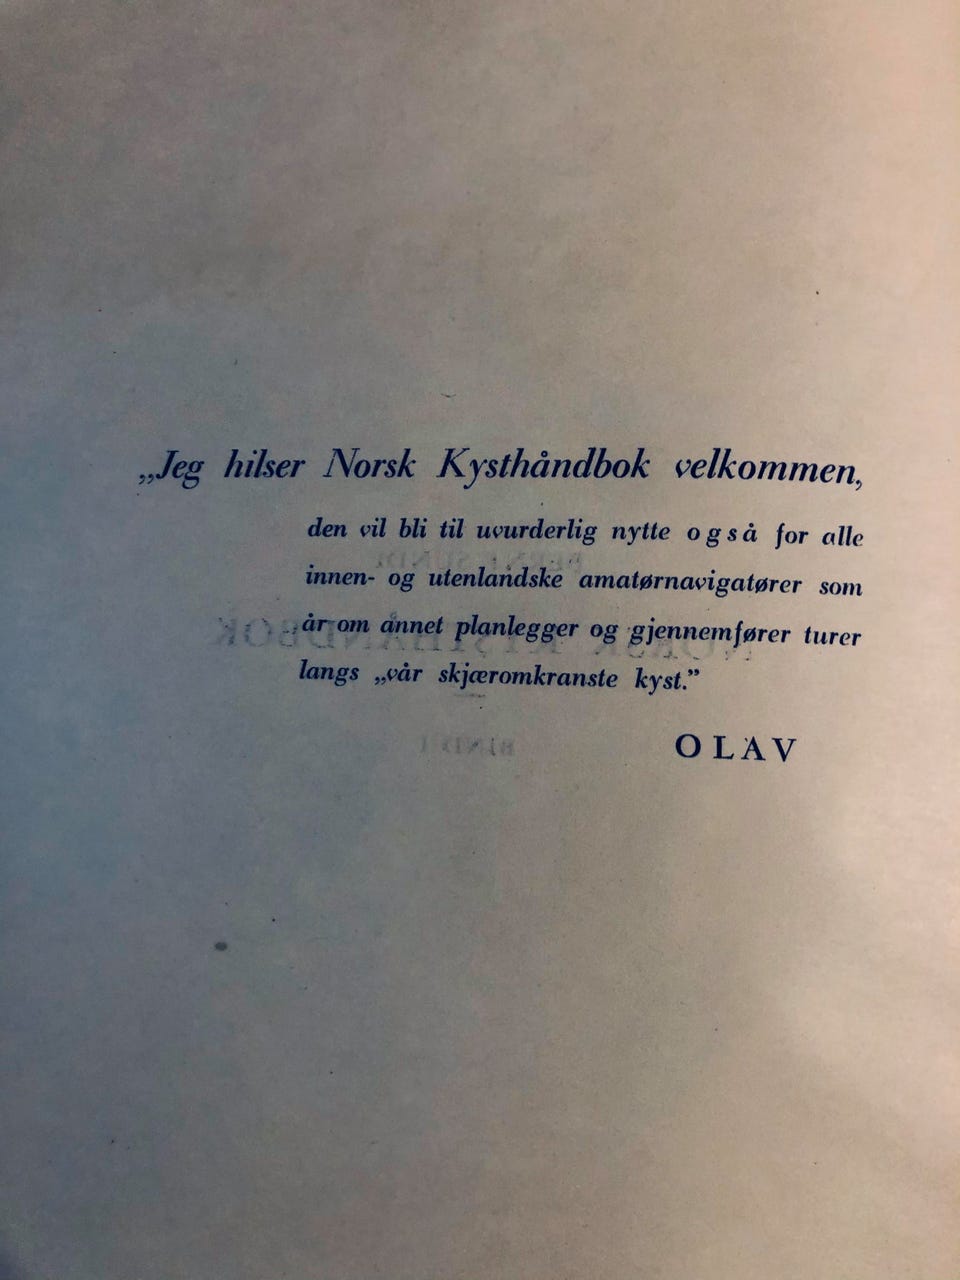 „Jeg hilser Norsk Kysthåndbok velkommen,
den vil bli til uvurderlig nytte også for alle
innen- og utenlandske amatørnavigatører som
år om annet planlegger og gjennemfører turer
langs „vår skjæromkranste kyst.”
OLAV